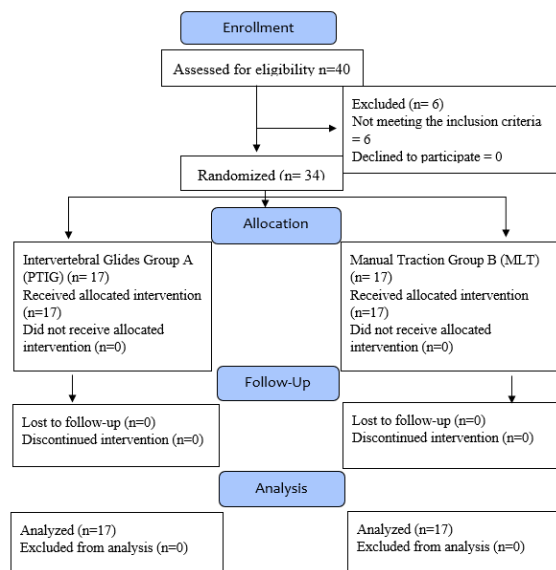 Enrollment
Assessed for eligibility n=40
Excluded (n= 6)
Not meeting the inclusion criteria
= 6
Declined to participate = 0
Randomized (n= 34)
Allocation
Intervertebral Glides Group A
(PTIG) (n= 17)
Received allocated intervention
(n=17)
Did not receive allocated
intervention (n=0)
Manual Traction Group B (MLT)
(n= 17)
Received allocated intervention
(n=17)
Did not receive allocated
intervention (n=0)
Follow-Up
Lost to follow-up (n=0)
Discontinued intervention (n=0)
Lost to follow-up (n=0)
Discontinued intervention (n=0)
Analysis
Analyzed (n=17)
Excluded from analysis (n=0)
Analyzed (n=17)
Excluded from analysis (n=0)